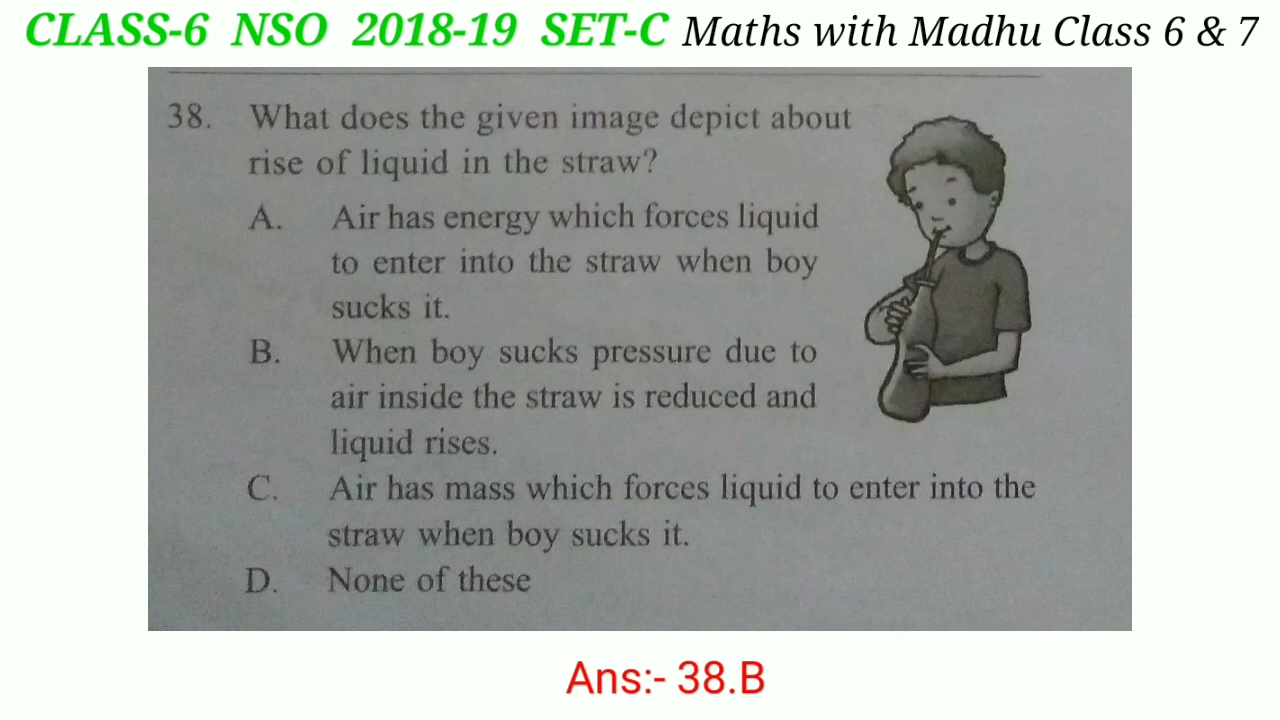 CLASS-6 NSO 2018-19 SET-C Maths with Madhu Class 6 & 7
38. What does the given image depict about
rise of liquid in the straw?
A. Air has energy which forces liquid
to enter into the straw when boy
sucks it.
B. When boy sucks pressure due to
air inside the straw is reduced and
liquid rises.
C. Air has mass which forces liquid to enter into the
straw when boy sucks it.
D. None of these
Ans:- 38.B